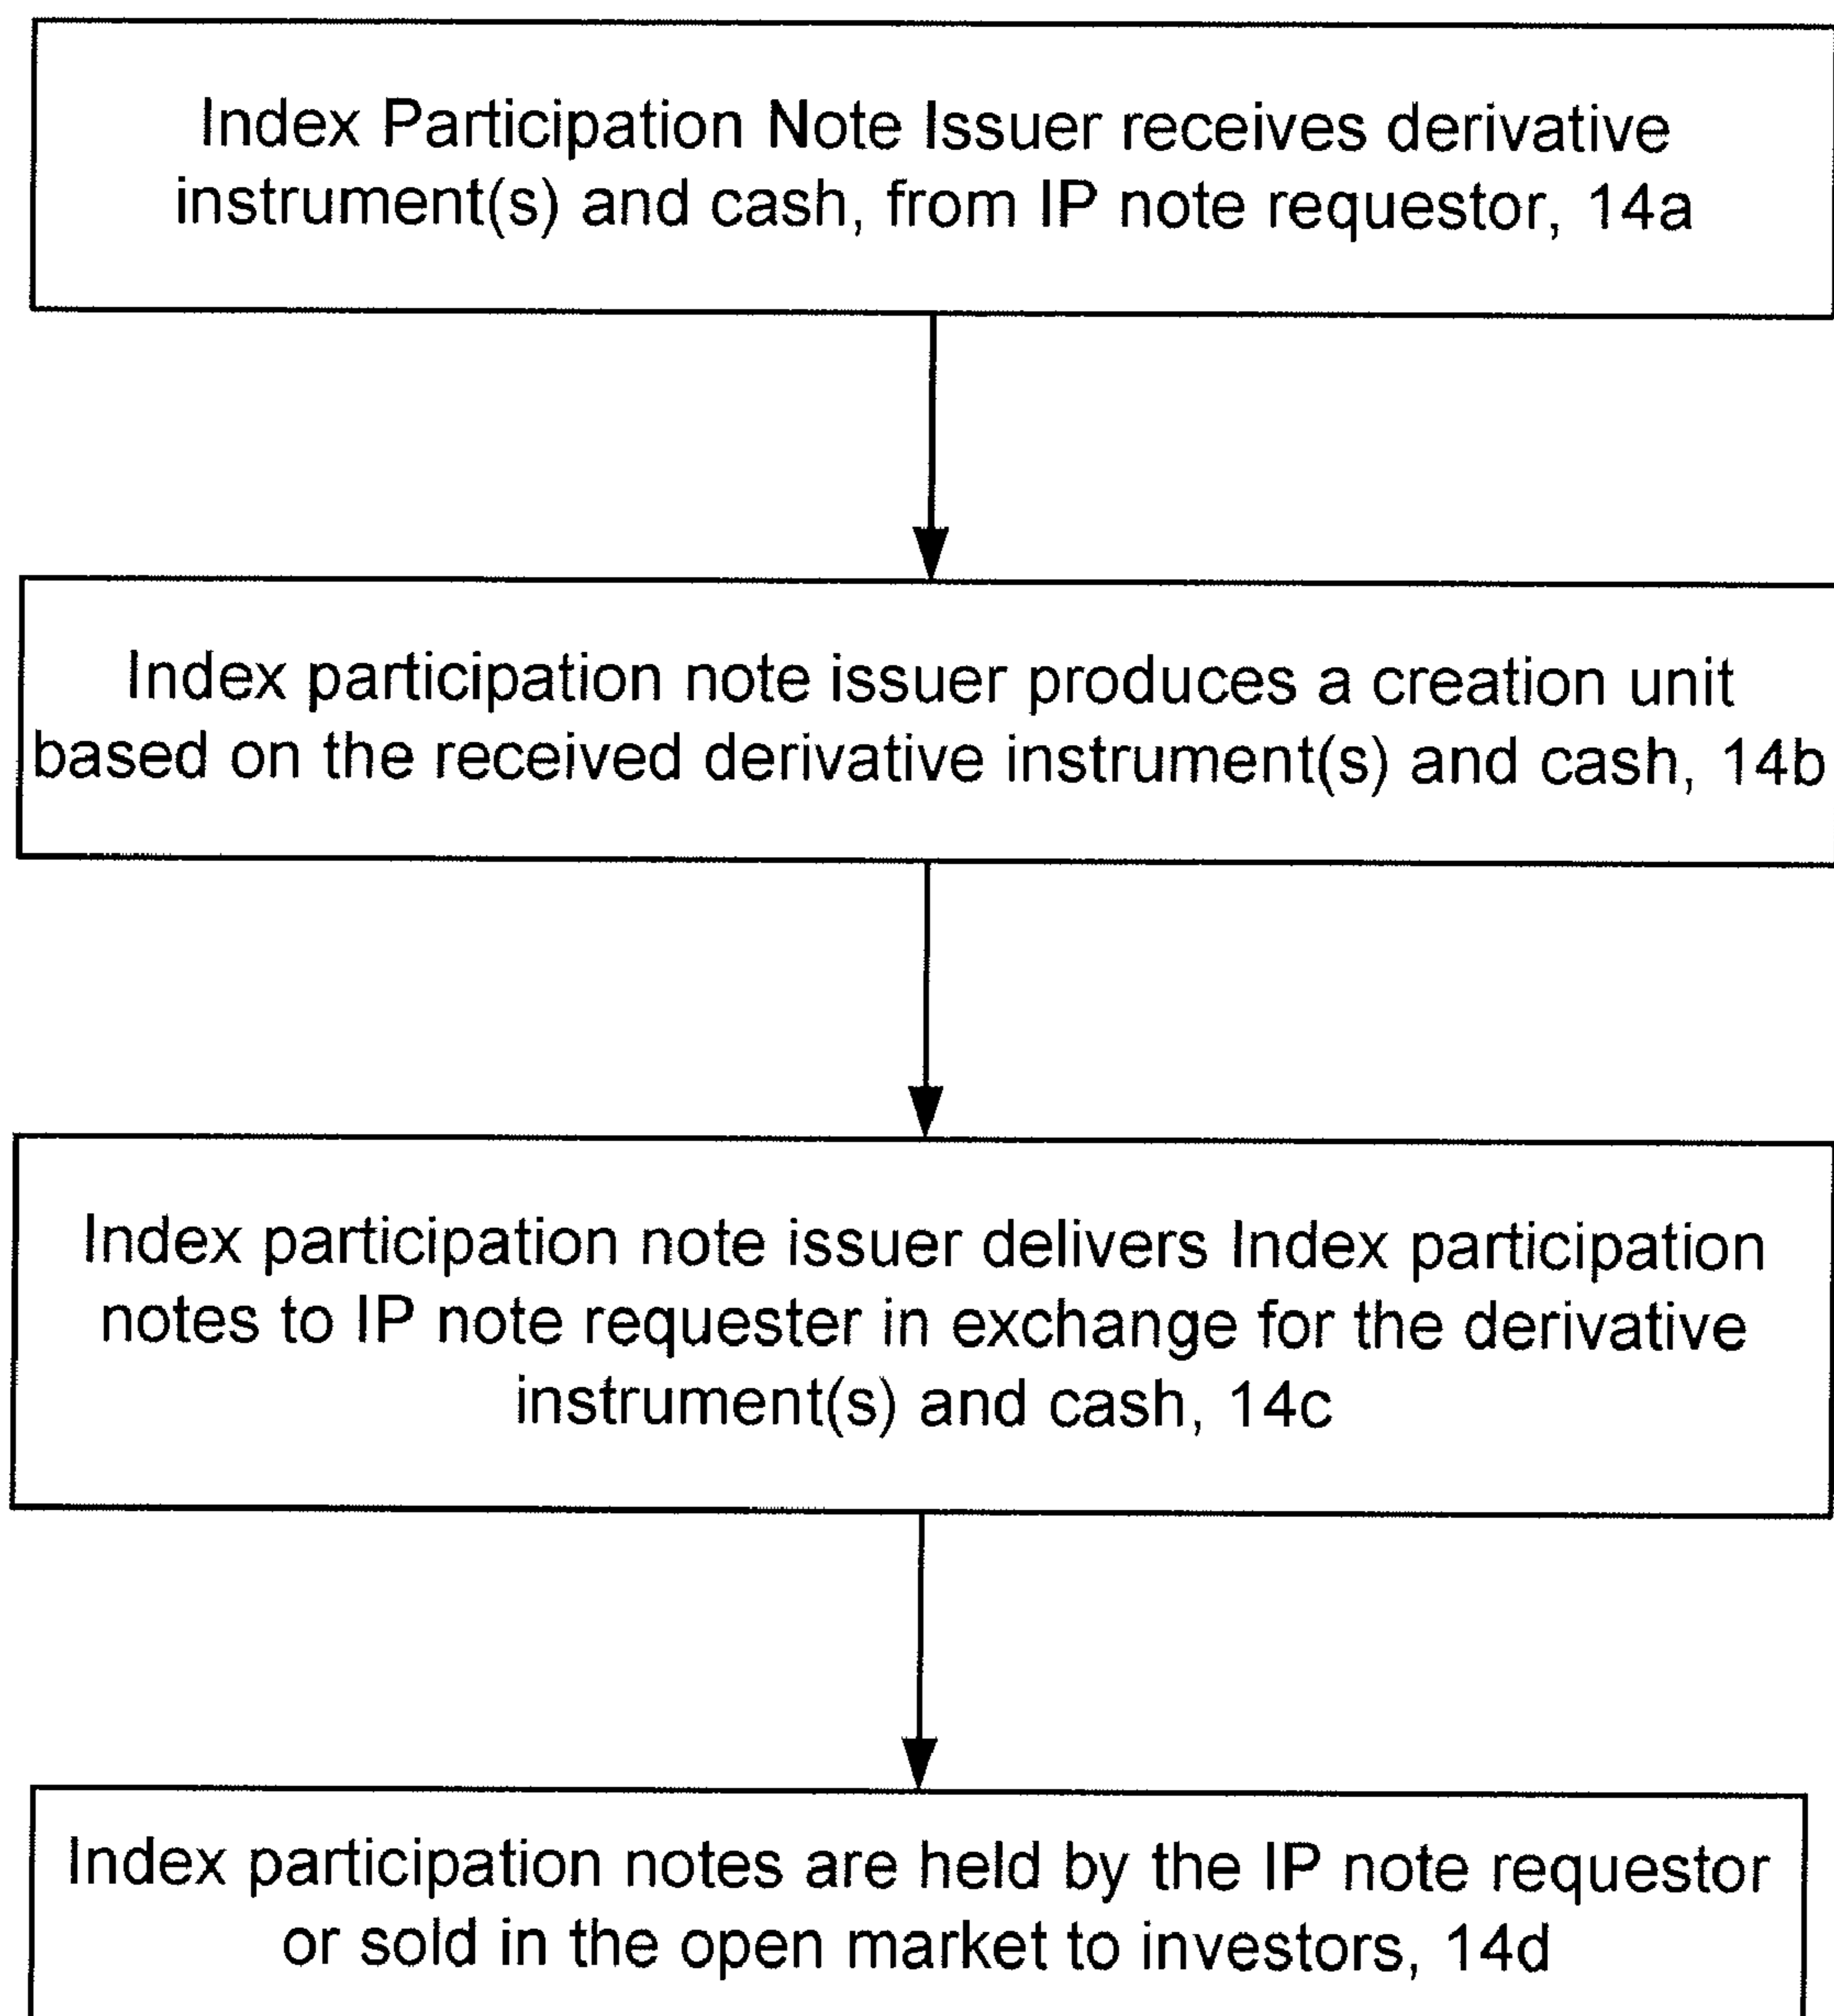 Index Participation Note Issuer receives derivative
instrument(s) and cash, from IP note requestor, 14a
Index participation note issuer produces a creation unit
based on the received derivative instrument(s) and cash, 14b
Index participation note issuer delivers Index participation
notes to IP note requester in exchange for the derivative
instrument(s) and cash, 14c
Index participation notes are held by the IP note requestor
or sold in the open market to investors, 14d